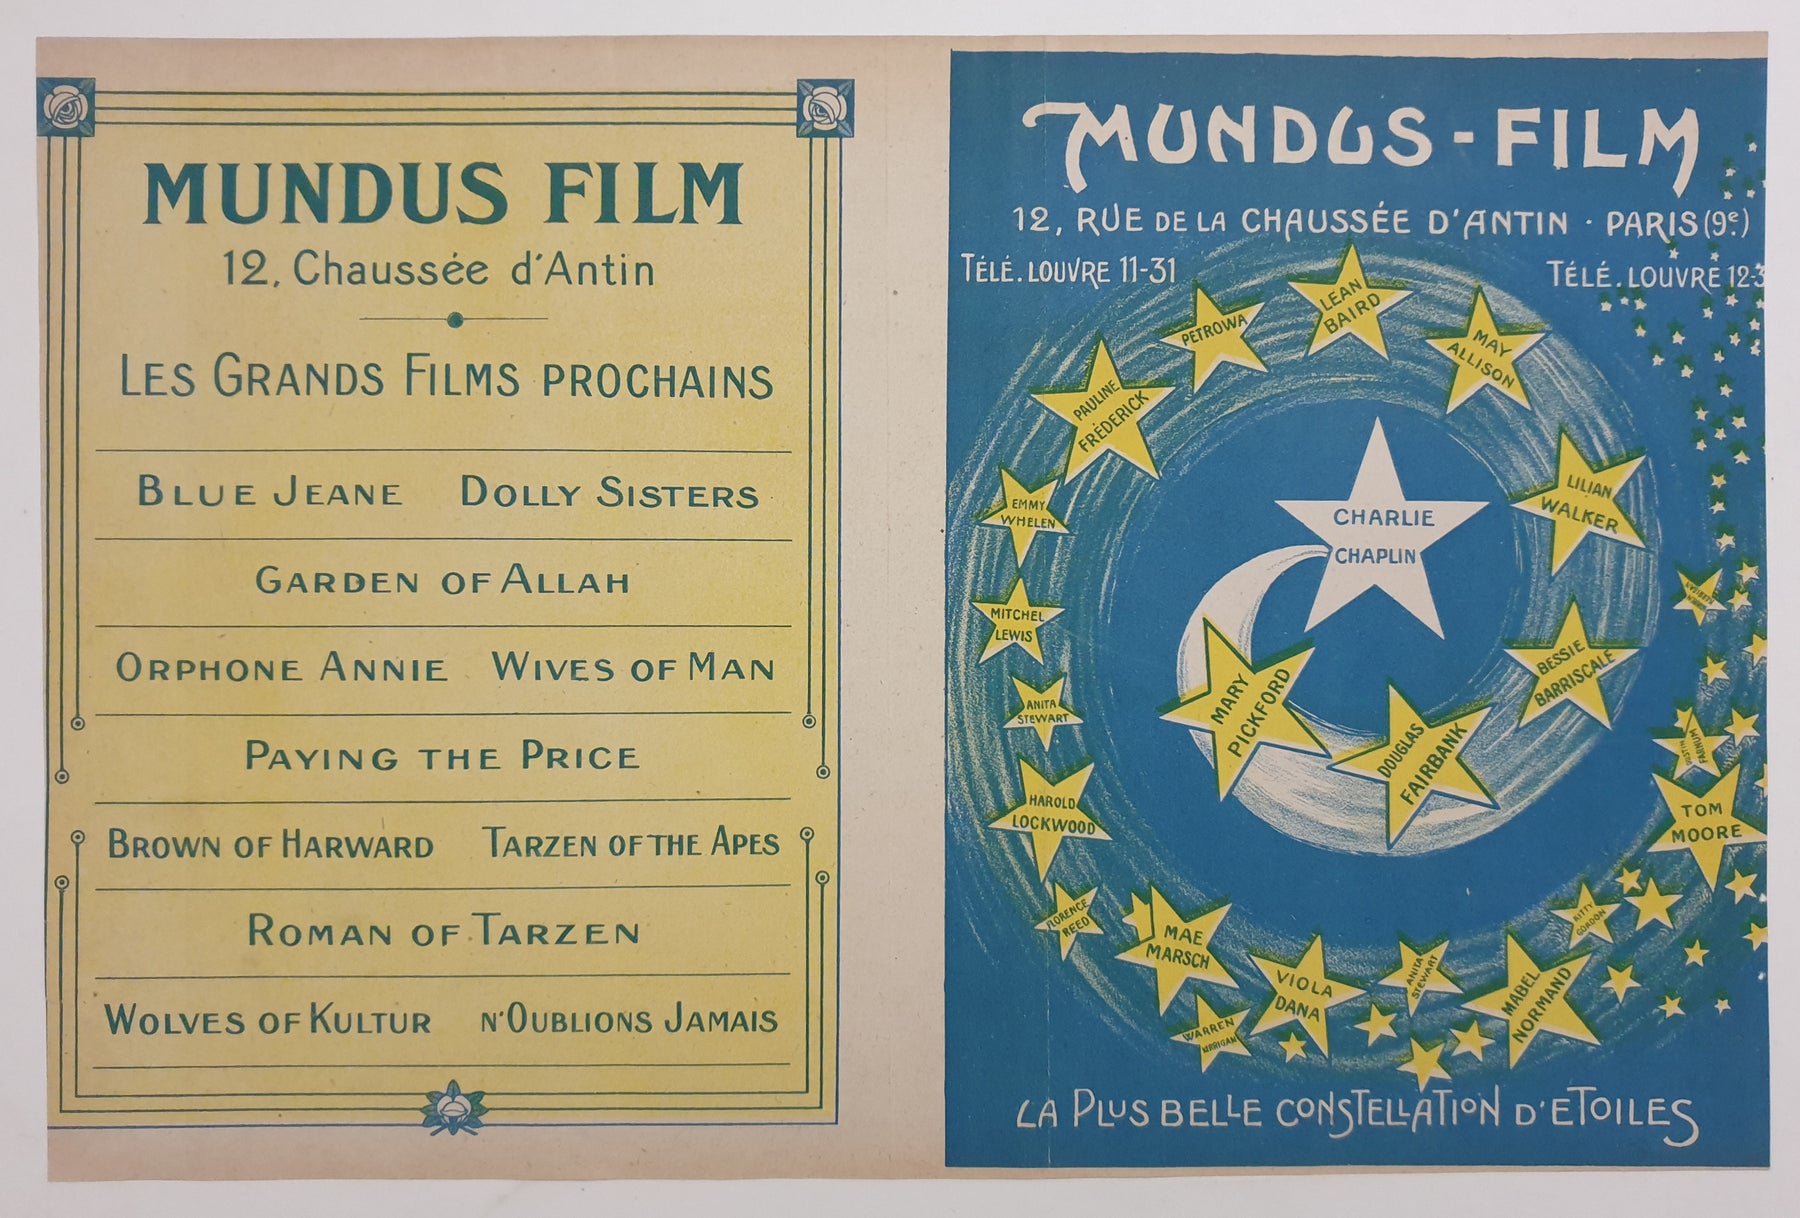 MUNDUS FILM
12, Chaussée d'Antin
LES GRANDS FILMS PROCHAINS
BLUE JEANE DOLLY SISTERS
GARDEN OF ALLAH
ORPHONE ANNIE WIVES OF MAN
PAYING THE PRICE
BROWN OF HARWARD TARZEN OF THE APES
ROMAN OF TARZEN
WOLVES OF KULTUR N'OUBLIONS JAMAIS
MUNDUS-FILM
12, RUE DE LA CHAUSSÉE D'ANTIN · PARIS (9e)
TÉLÉ. LOUVRE 11-31
TÉLÉ. LOUVRE 12-3
LEAN
BAIRD
PETROWA
MAY
ALLISON
PAULINE
FRÉDERICK
LILIAN
WALKER
EMMY
WHELEN
CHARLIE
CHAPLIN
MITCHEL
LEWIS
BESSIE
BARRISCALE
MARY
PICKFORD
DOUGLAS
FAIRBANK
ANITA
STEWART
HAROLD
LOCKWOOD
DUSTIN
FARNUM
TOM
MOORE
FLORENCE
REED
MAE
MARSCH
KITTY
GORDON
VIOLA
DANA
ANITA
STEWART
MABEL
NORMAND
WARREN
KERRIGAN
LA PLUS BELLE CONSTELLATION D'ETOILES